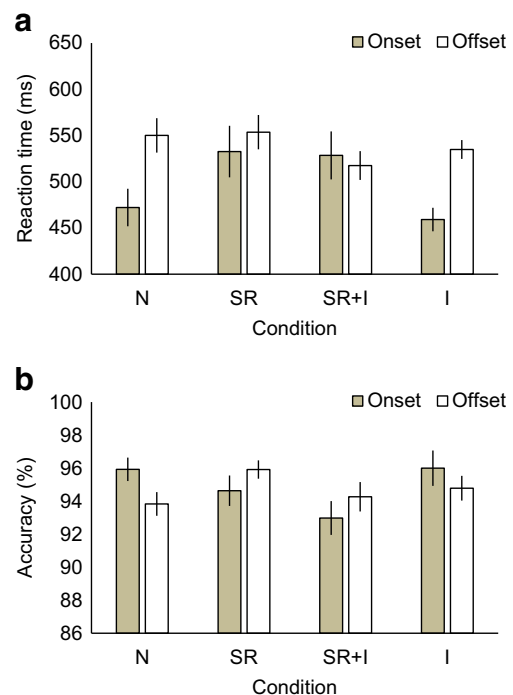 a
Onset Offset
Reaction time (ms)
650
600
550
500
450
400
N SR SR+I I
Condition
b
Onset Offset
Accuracy (%)
100
98
96
94
92
90
88
86
N SR SR+I I
Condition